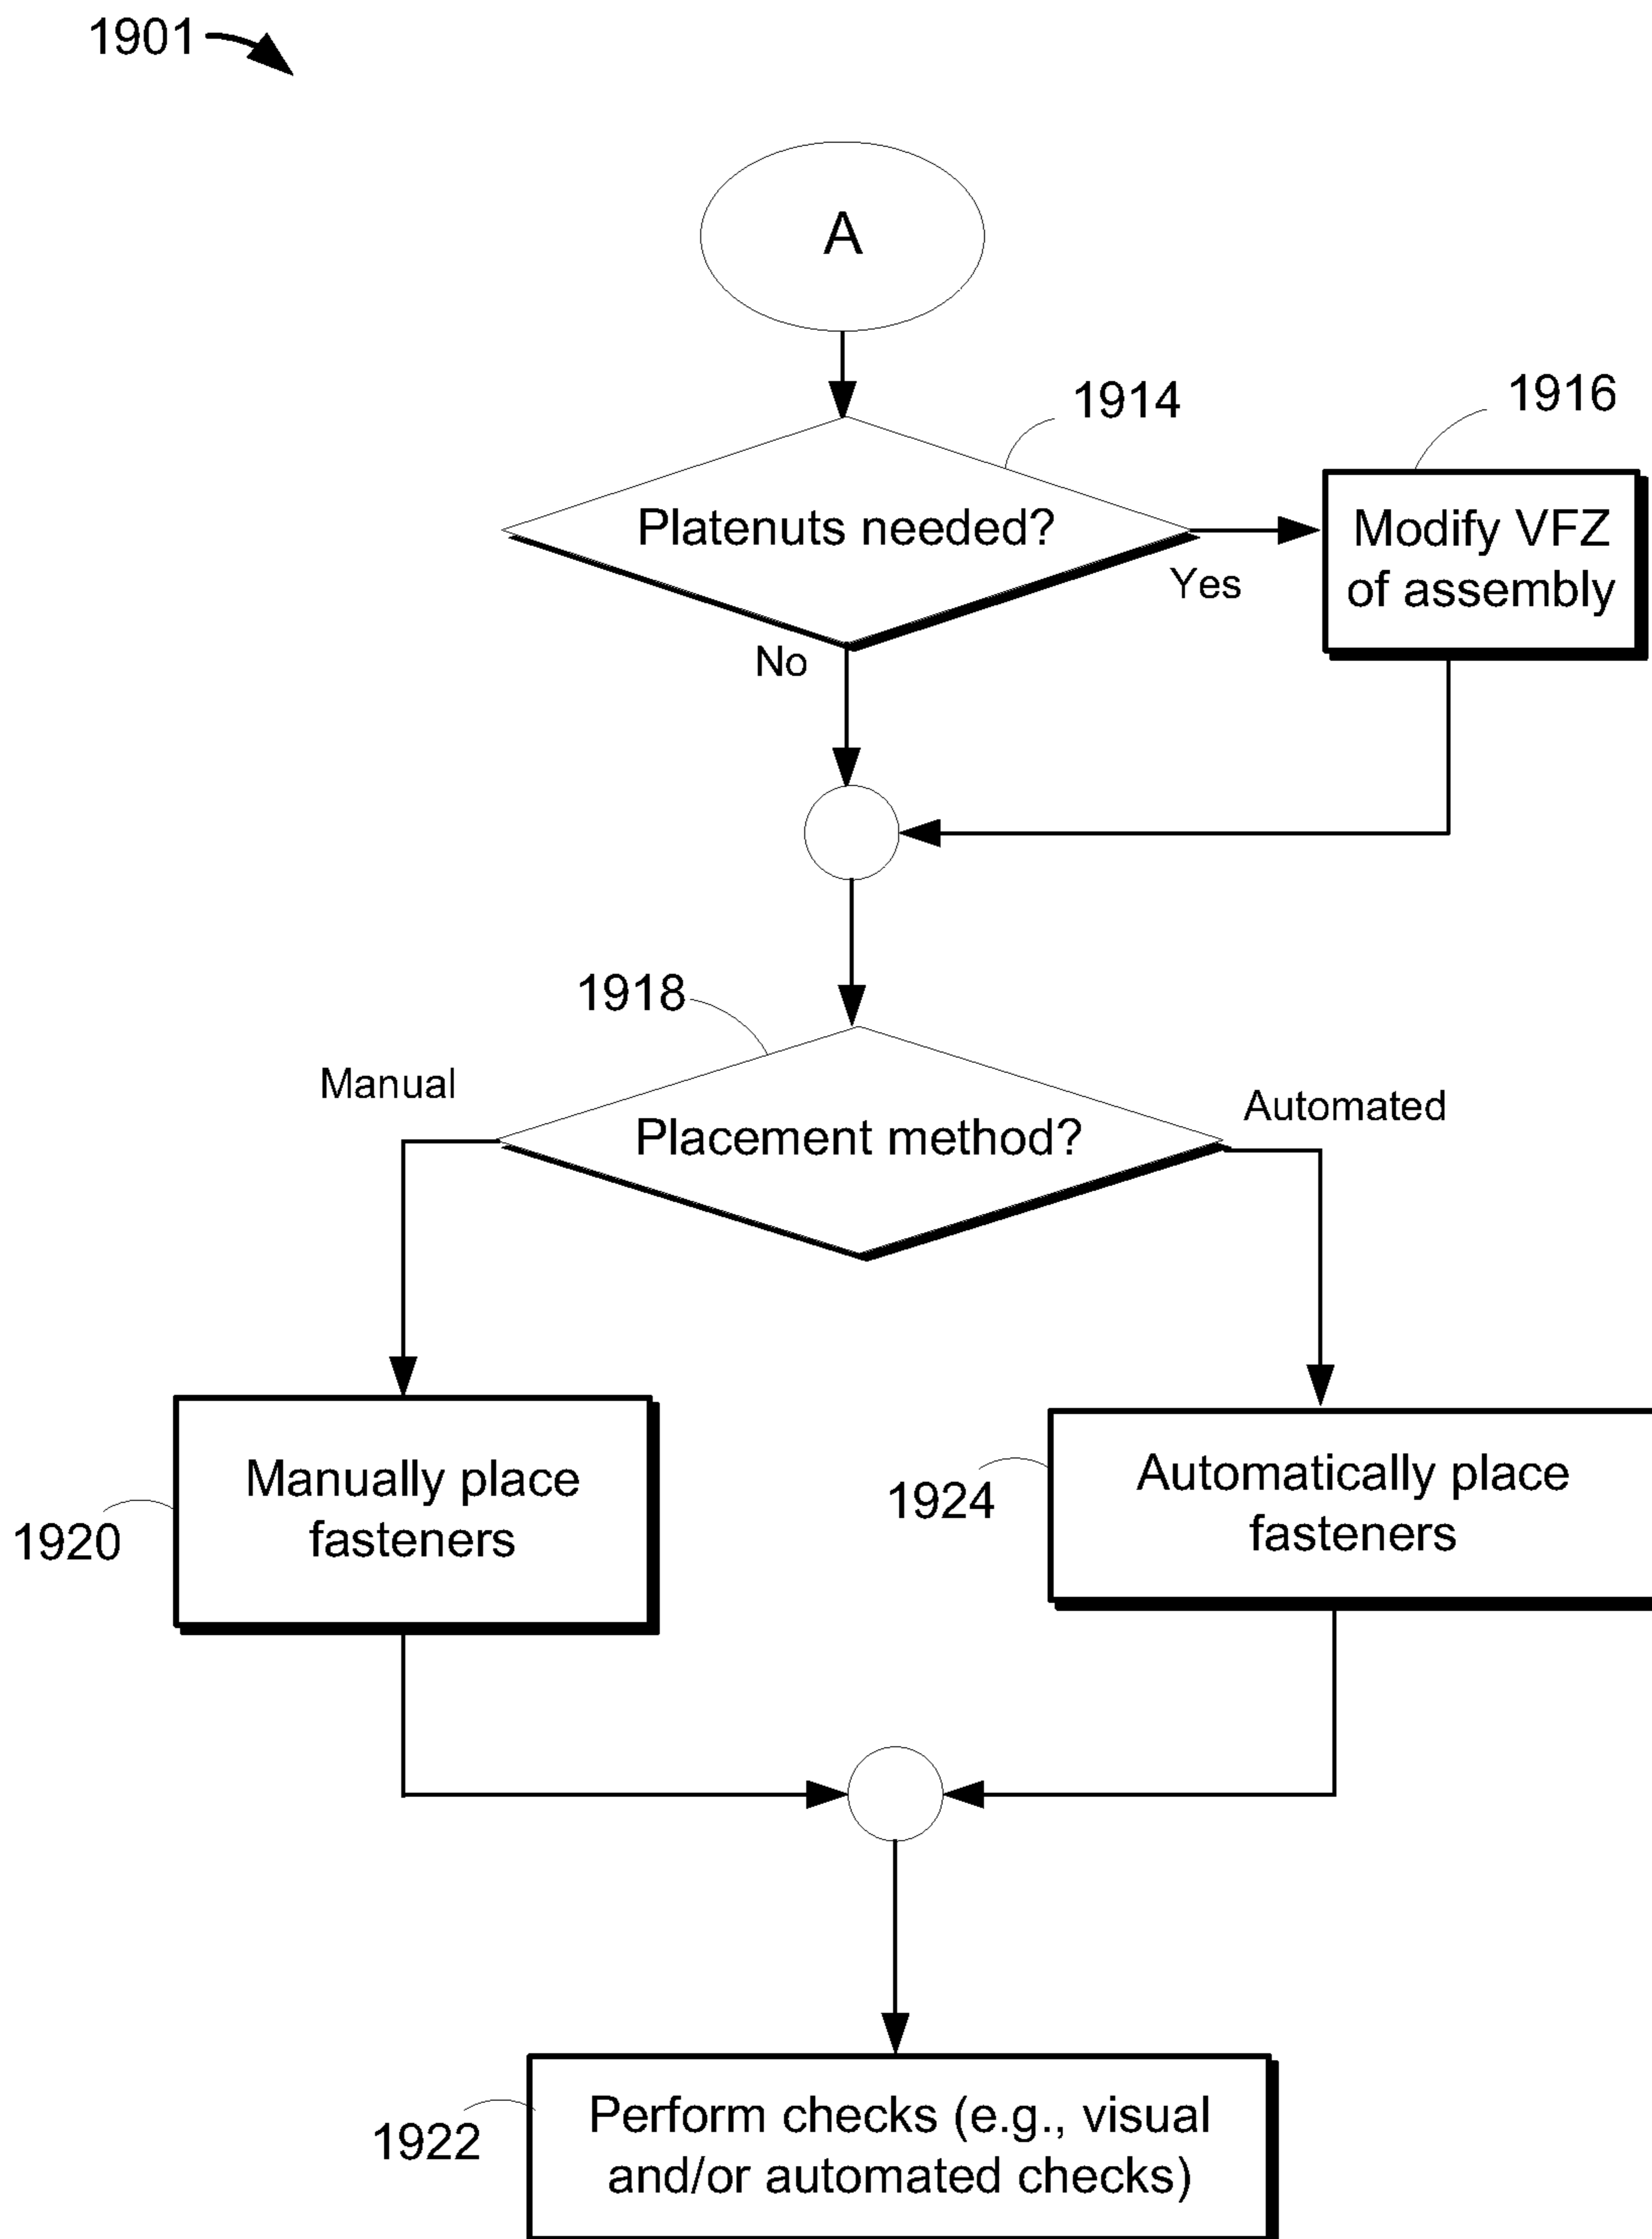 1901
A
1914
1916
Platenuts needed?
Modify VFZ
of assembly
Yes
No
1918
Manual
Automated
Placement method?
Manually place
fasteners
1920
Automatically place
fasteners
1924
Perform checks (e.g., visual
and/or automated checks)
1922